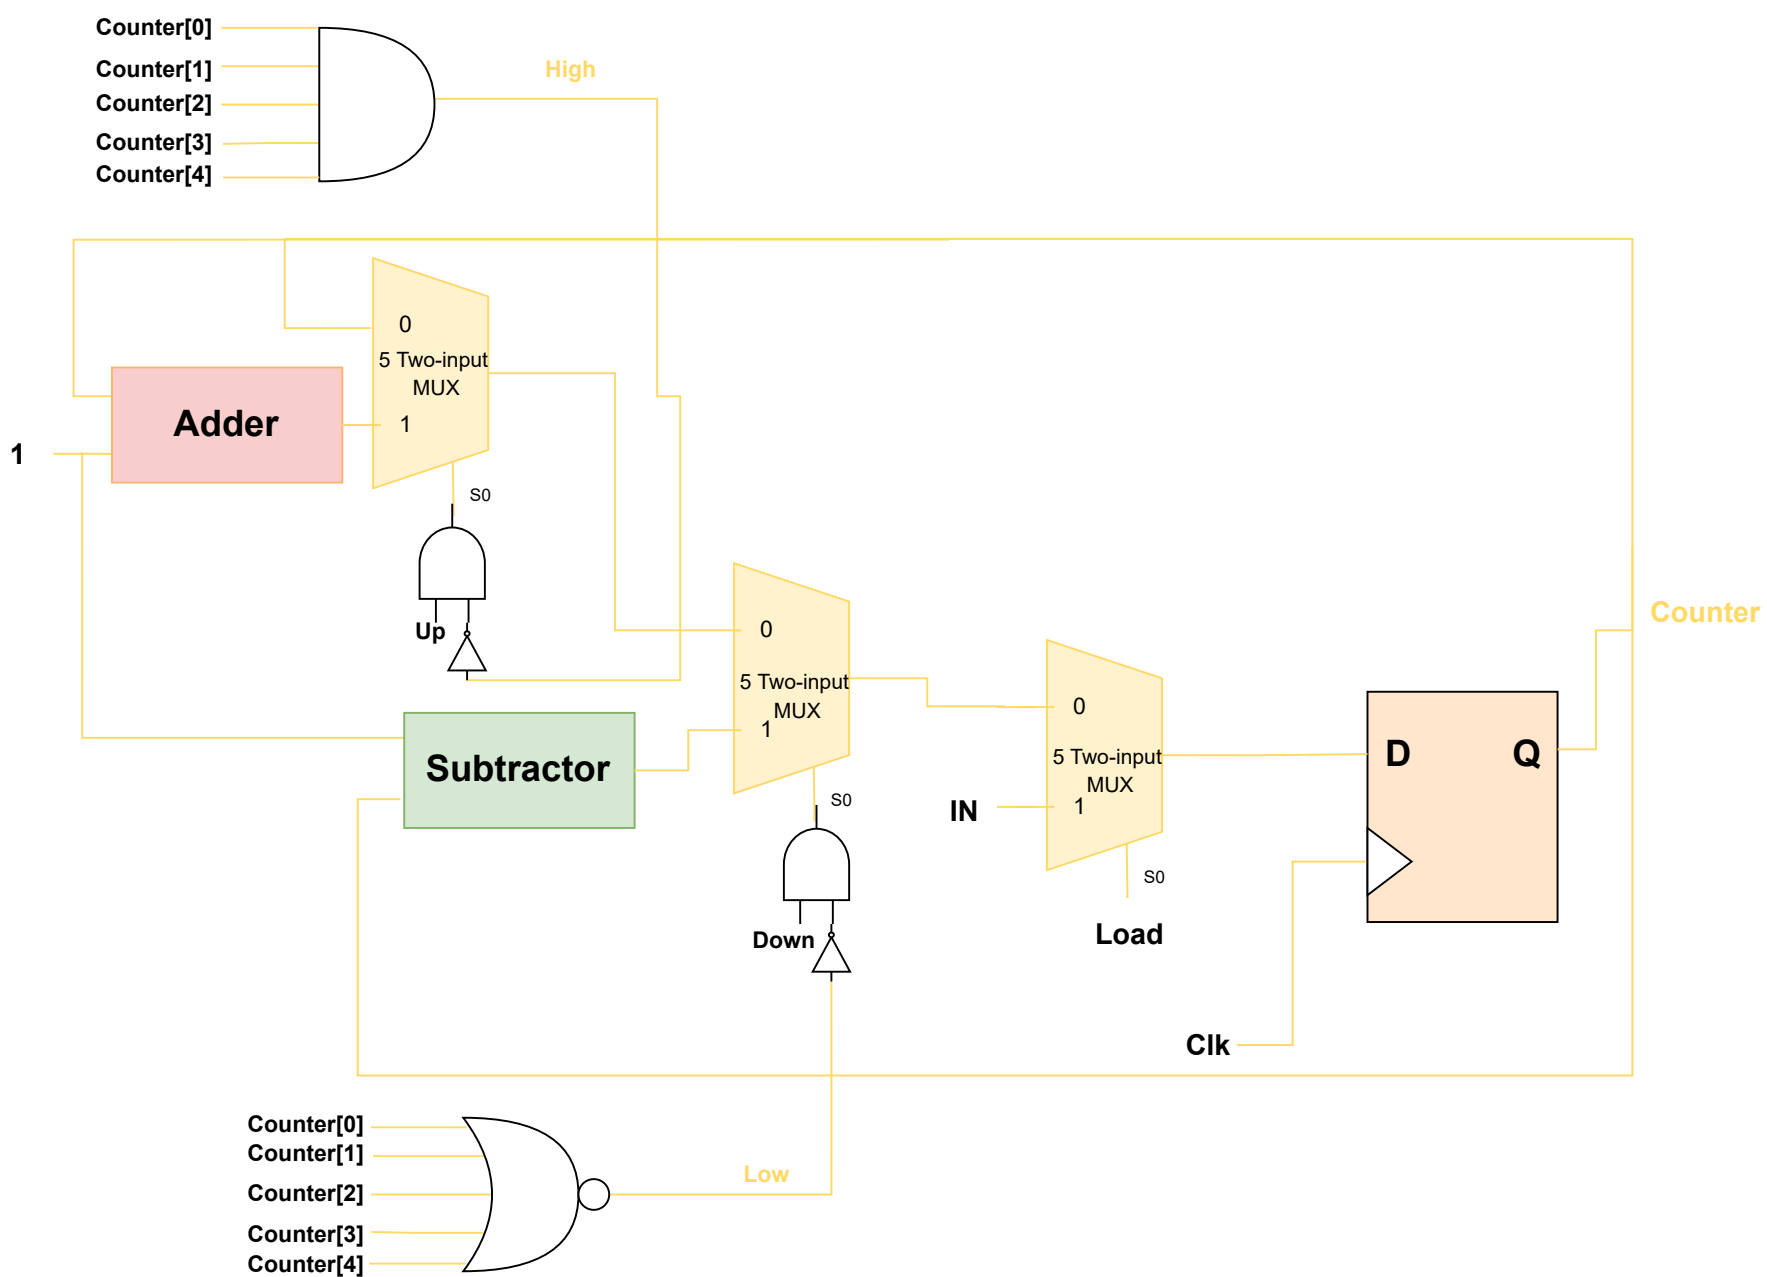 Counter[0]
Counter[1]
Counter[2]
Counter[3]
Counter[4]
High
0
5 Two-input
MUX
1
Adder
1
S0
Up
0
5 Two-input
MUX
1
Subtractor
S0
Down
Counter
0
5 Two-input
MUX
1
IN
S0
Load
D
Q
Clk
Counter[0]
Counter[1]
Counter[2]
Counter[3]
Counter[4]
Low